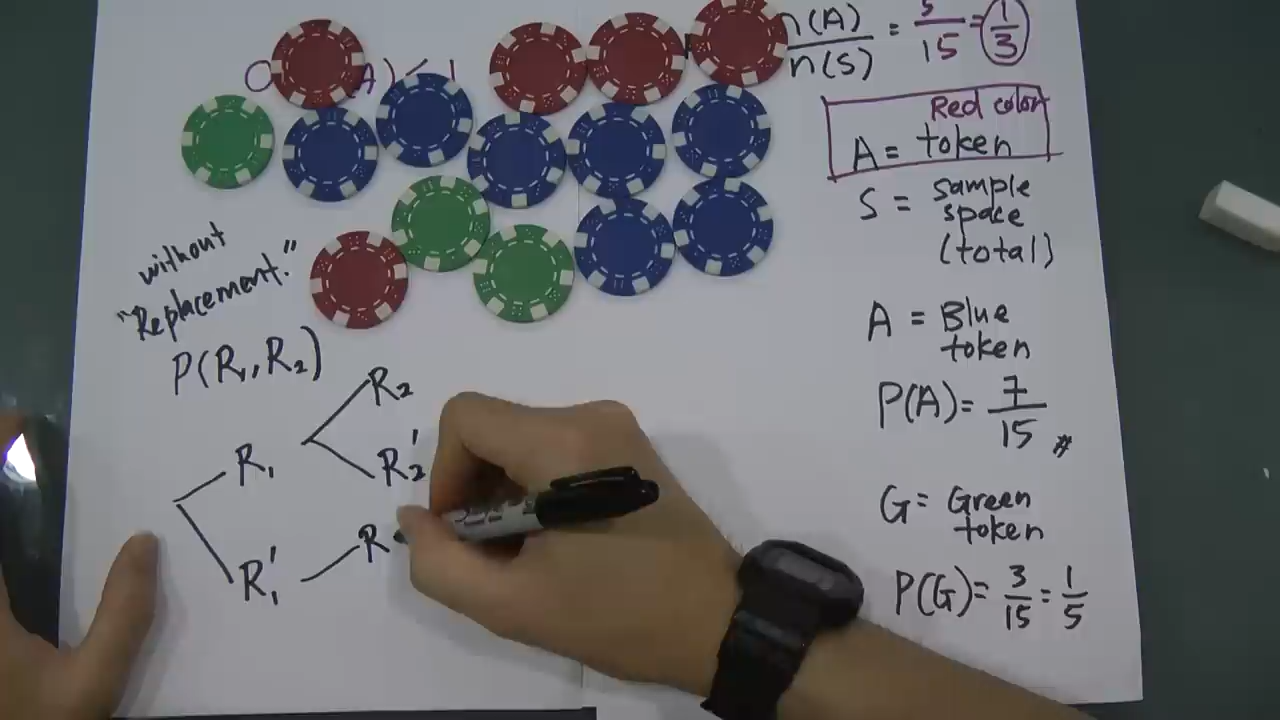 n(A)/n(S) = 5/15 = 1/3
A) < 1
Red color
A = token
S = sample
space
(total)
without
"Replacement."
A = Blue
token
P(R₁,R₂)
P(A) = 7/15 #
R₂
R₁
R₂'
G = Green
token
R
R₁'
P(G) = 3/15 = 1/5